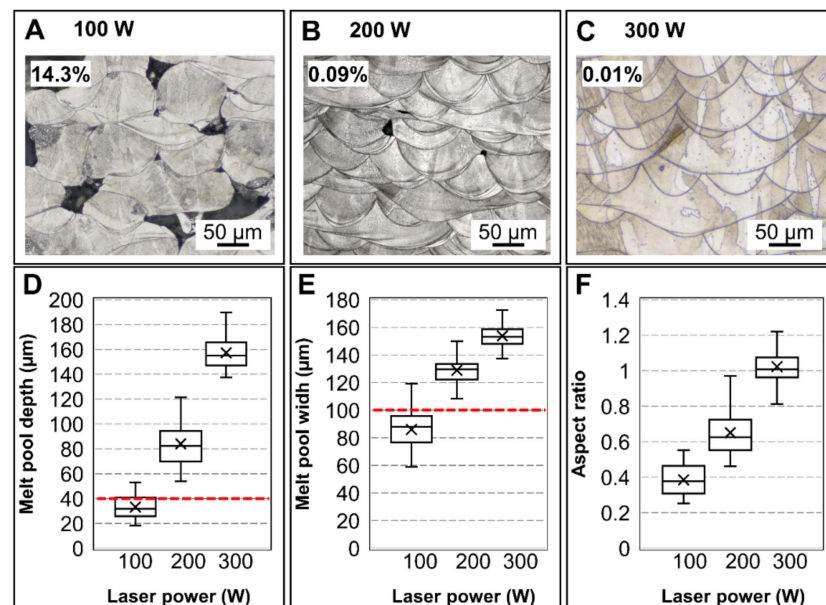 A 100 W
14.3%
50 µm
B 200 W
0.09%
50 µm
C 300 W
0.01%
50 µm
D
Melt pool depth (µm)
200
180
160
140
120
100
80
60
40
20
0
100 200 300
Laser power (W)
E
Melt pool widh (µm)
180
160
140
120
100
80
60
40
20
0
100 200 300
Laser power (W)
F
Aspect ratio
1.4
1.2
1
0.8
0.6
0.4
0.2
0
100 200 300
Laser power (W)